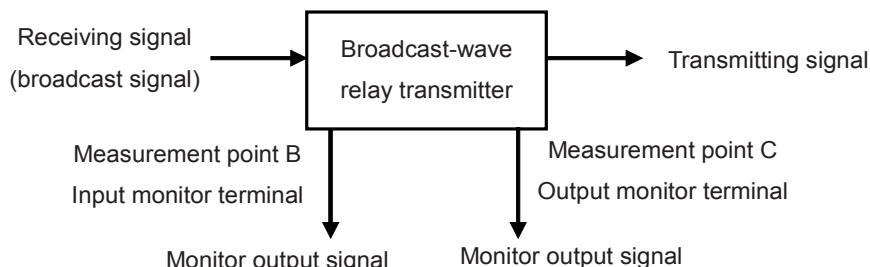 Receiving signal
(broadcast signal)
Broadcast-wave
relay transmitter
Transmitting signal
Measurement point B
Input monitor terminal
Measurement point C
Output monitor terminal
Monitor output signal
Monitor output signal